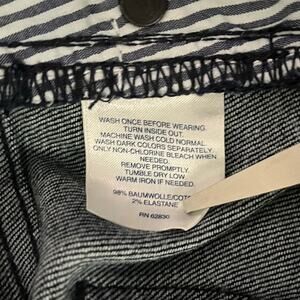 WASH ONCE BEFORE WEARING.
TURN INSIDE OUT.
MACHINE WASH COLD NORMAL.
WASH DARK COLORS SEPARATELY.
ONLY NON-CHLORINE BLEACH WHEN
NEEDED.
REMOVE PROMPTLY.
TUMBLE DRY LOW.
WARM IRON IF NEEDED.
98% BAUMWOLLE/COT
2% ELASTANE
RN 62830